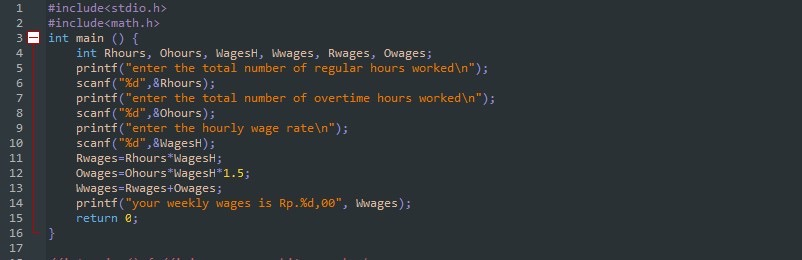 1 #include<stdio.h>
2 #include<math.h>
3 int main () {
4 int Rhours, Ohours, WagesH, Wwages, Rwages, Owages;
5 printf("enter the total number of regular hours worked\n");
6 scanf("%d",&Rhours);
7 printf("enter the total number of overtime hours worked\n");
8 scanf("%d",&Ohours);
9 printf("enter the hourly wage rate\n");
10 scanf("%d",&WagesH);
11 Rwages=Rhours*WagesH;
12 Owages=Ohours*WagesH*1.5;
13 Wwages=Rwages+Owages;
14 printf("your weekly wages is Rp.%d,00", Wwages);
15 return 0;
16 }
17